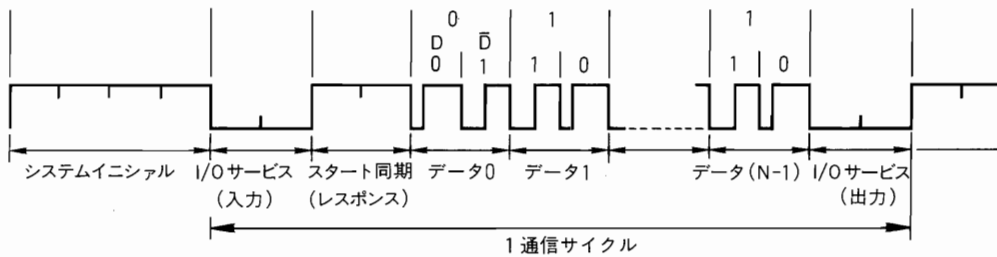 0 1 1
D D̄
0 1 1 0 1 0
システムイニシャル I/Oサービス スタート同期 データ0 データ1 データ(N-1) I/Oサービス
(入力) (レスポンス) (出力)
1通信サイクル